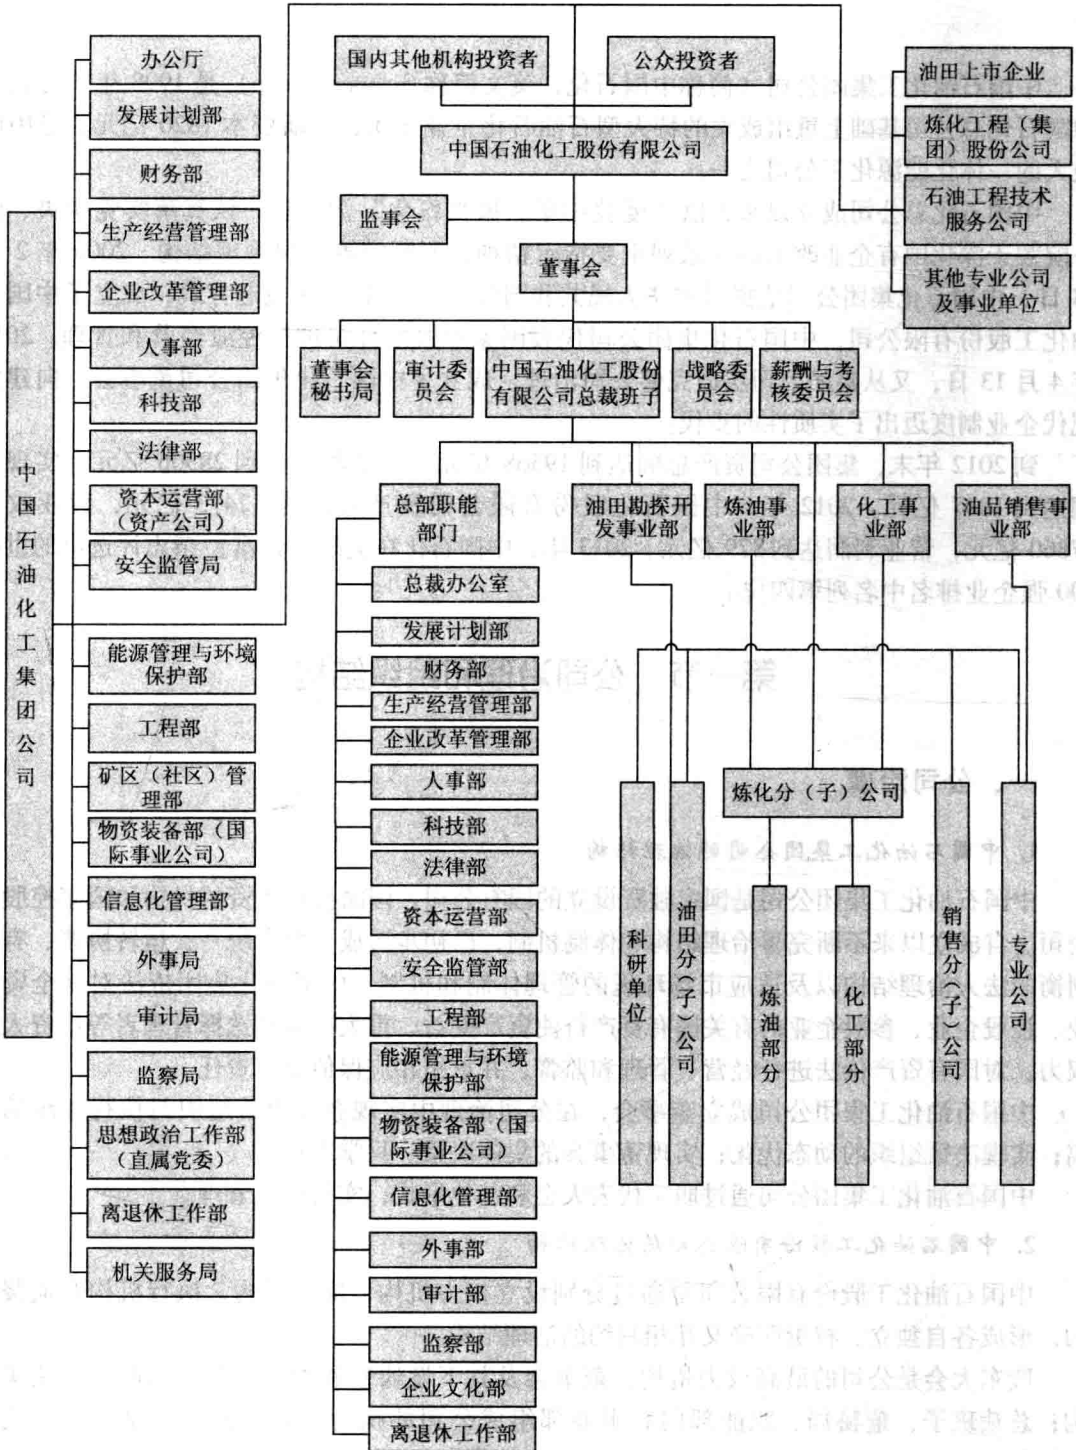 中国石油化工集团公司
办公厅
发展计划部
财务部
生产经营管理部
企业改革管理部
人事部
科技部
法律部
资本运营部
（资产公司）
安全监管局
能源管理与环境
保护部
工程部
矿区（社区）管
理部
物资装备部（国
际事业公司）
信息化管理部
外事局
审计局
监察局
思想政治工作部
（直属党委）
离退休工作部
机关服务局
国内其他机构投资者
公众投资者
中国石油化工股份有限公司
监事会
董事会
董事会
秘书局
审计委
员会
中国石油化工股份
有限公司总裁班子
战略委
员会
薪酬与考
核委员会
总部职能
部门
油田勘探开
发事业部
炼油事
业部
化工事
业部
油品销售事
业部
总裁办公室
发展计划部
财务部
生产经营管理部
企业改革管理部
人事部
科技部
法律部
资本运营部
安全监管部
工程部
能源管理与环境
保护部
物资装备部（国
际事业公司）
信息化管理部
外事部
审计部
监察部
企业文化部
离退休工作部
科研单位
油田分（子）公司
炼化分（子）公司
炼油部分
化工部分
销售分（子）公司
专业公司
油田上市企业
炼化工程（集
团）股份公司
石油工程技术
服务公司
其他专业公司
及事业单位